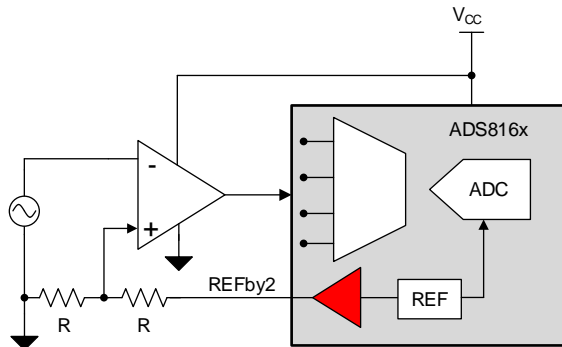 VCC
ADS816x
-
ADC
+
REFby2
REF
R
R